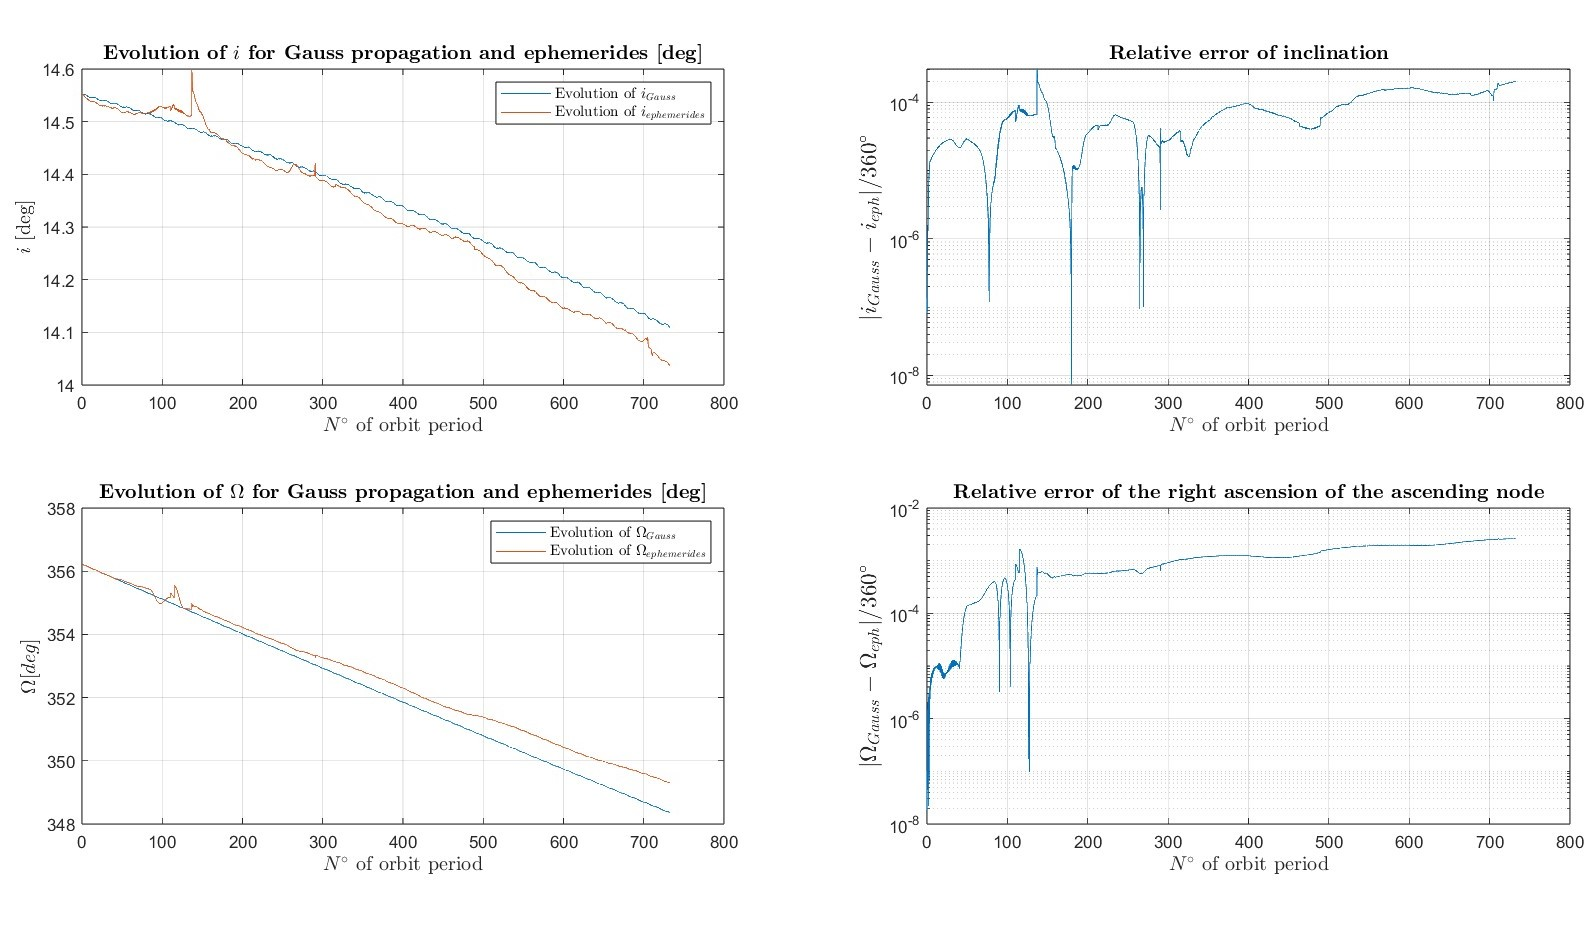 Evolution of i for Gauss propagation and ephemerides [deg]
14.6
14.5
14.4
14.3
14.2
14.1
14
i [deg]
Evolution of i_Gauss
Evolution of i_ephemerides
0 100 200 300 400 500 600 700 800
N° of orbit period
Relative error of inclination
10^-4
10^-6
10^-8
|i_Gauss − i_eph|/360°
0 100 200 300 400 500 600 700 800
N° of orbit period
Evolution of Ω for Gauss propagation and ephemerides [deg]
358
356
354
352
350
348
Ω[deg]
Evolution of Ω_Gauss
Evolution of Ω_ephemerides
0 100 200 300 400 500 600 700 800
N° of orbit period
Relative error of the right ascension of the ascending node
10^-2
10^-4
10^-6
10^-8
|Ω_Gauss − Ω_eph|/360°
0 100 200 300 400 500 600 700 800
N° of orbit period